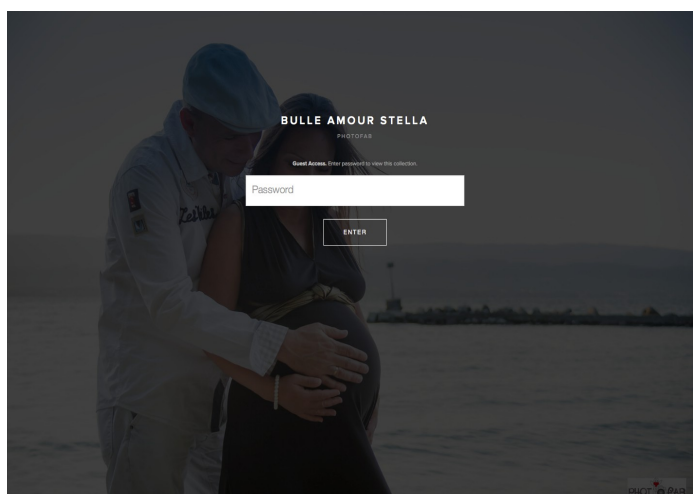 BULLE AMOUR STELLA
PHOTOFAB
Guest Access. Enter password to view this collection.
Password
ENTER